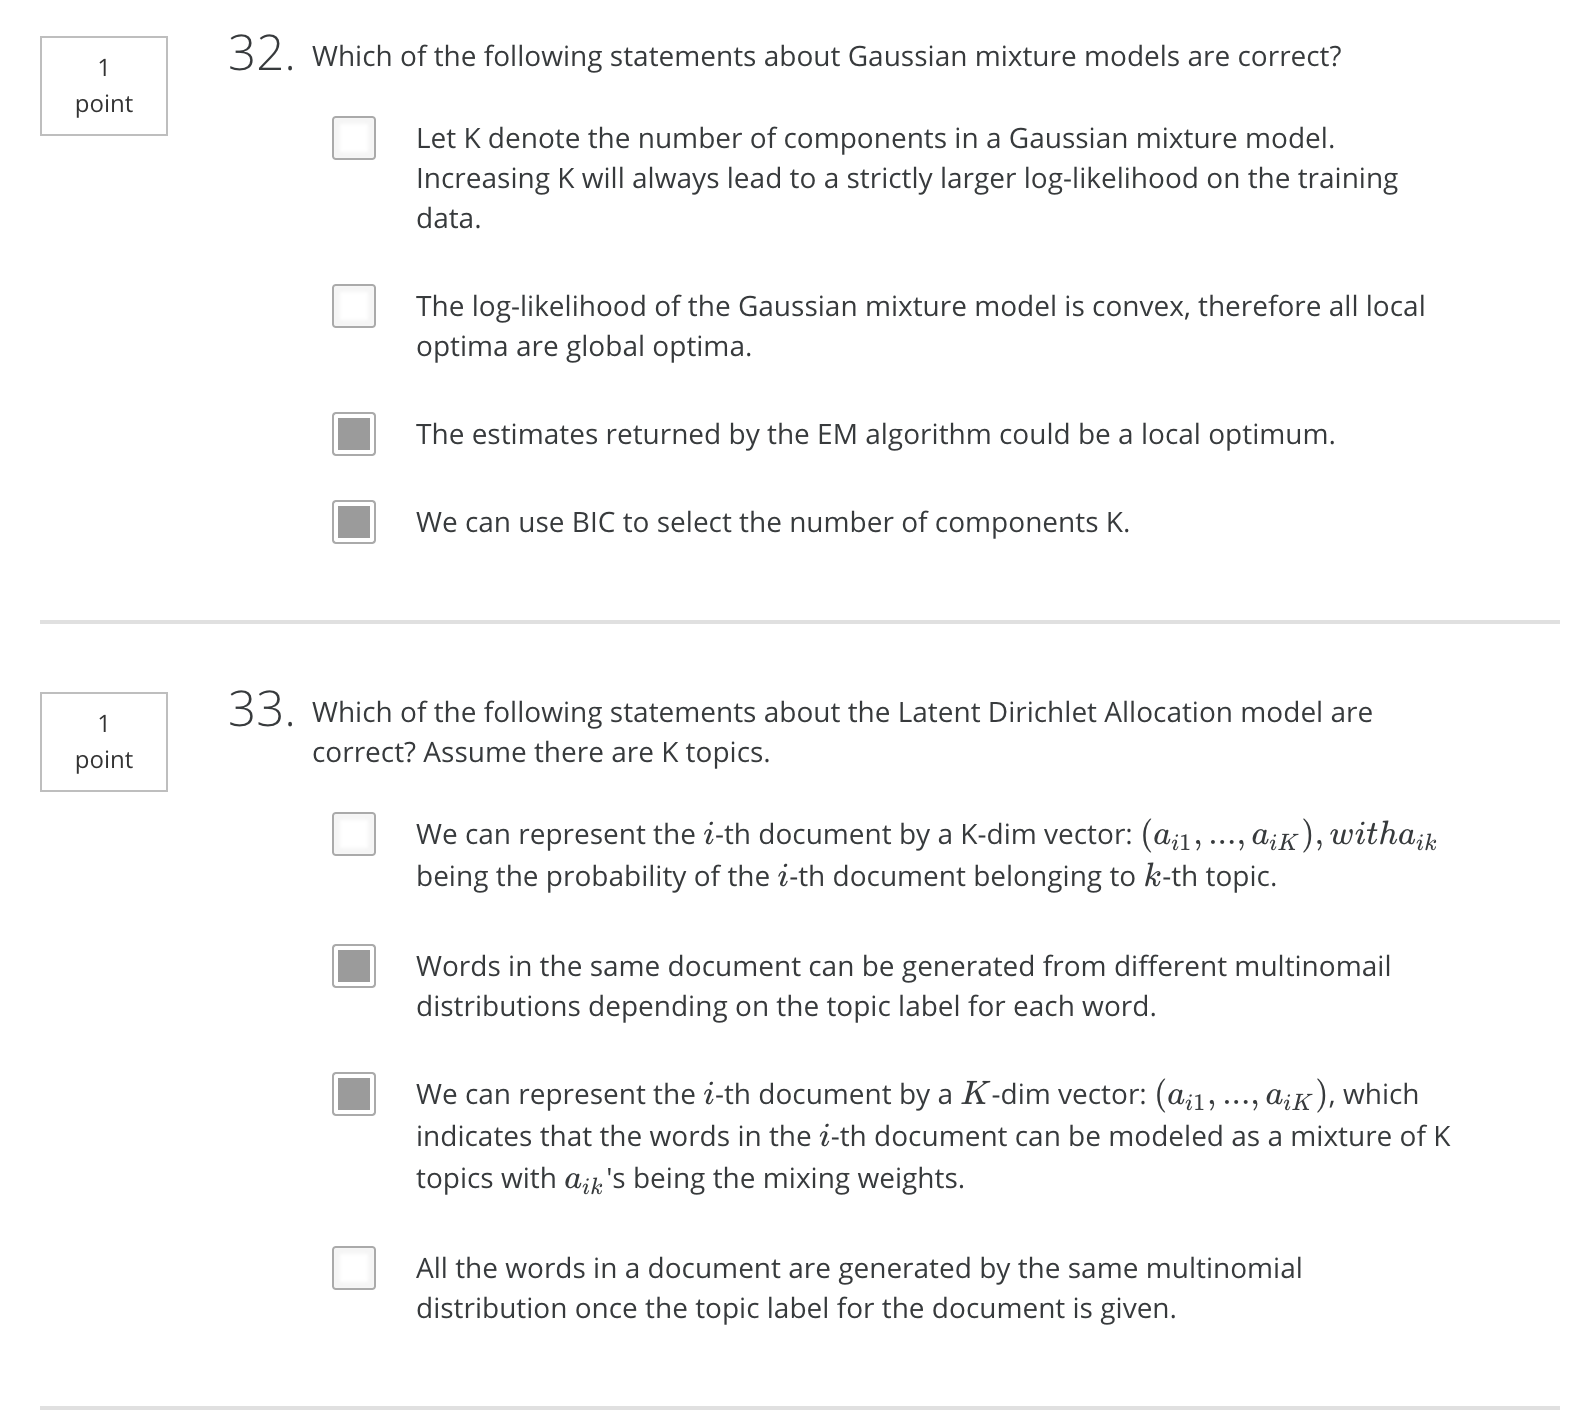 1
point
32. Which of the following statements about Gaussian mixture models are correct?
Let K denote the number of components in a Gaussian mixture model.
Increasing K will always lead to a strictly larger log-likelihood on the training
data.
The log-likelihood of the Gaussian mixture model is convex, therefore all local
optima are global optima.
The estimates returned by the EM algorithm could be a local optimum.
We can use BIC to select the number of components K.
1
point
33. Which of the following statements about the Latent Dirichlet Allocation model are
correct? Assume there are K topics.
We can represent the i-th document by a K-dim vector: (a_{i1}, ..., a_{iK}), witha_{ik}
being the probability of the i-th document belonging to k-th topic.
Words in the same document can be generated from different multinomail
distributions depending on the topic label for each word.
We can represent the i-th document by a K-dim vector: (a_{i1}, ..., a_{iK}), which
indicates that the words in the i-th document can be modeled as a mixture of K
topics with a_{ik}'s being the mixing weights.
All the words in a document are generated by the same multinomial
distribution once the topic label for the document is given.